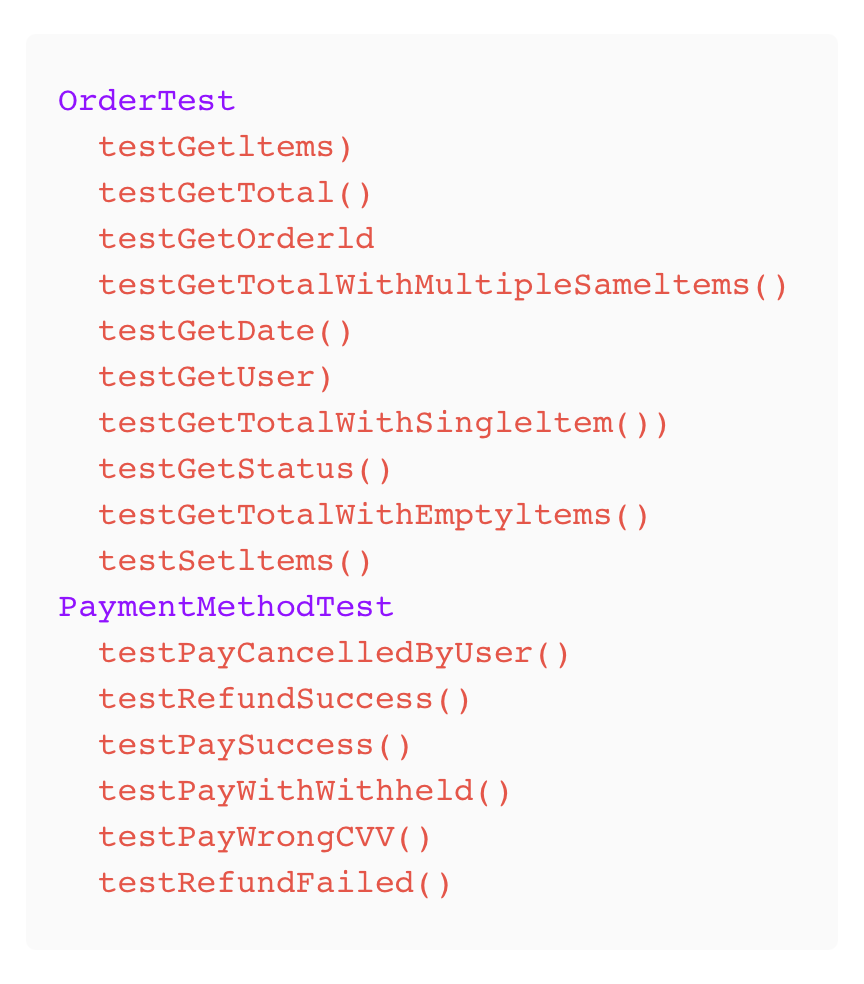 OrderTest
testGetltems)
testGetTotal()
testGetOrderld
testGetTotalWithMultipleSameltems()
testGetDate()
testGetUser)
testGetTotalWithSingleltem())
testGetStatus()
testGetTotalWithEmptyltems()
testSetltems()
PaymentMethodTest
testPayCancelledByUser()
testRefundSuccess()
testPaySuccess()
testPayWithWithheld()
testPayWrongCVV()
testRefundFailed()